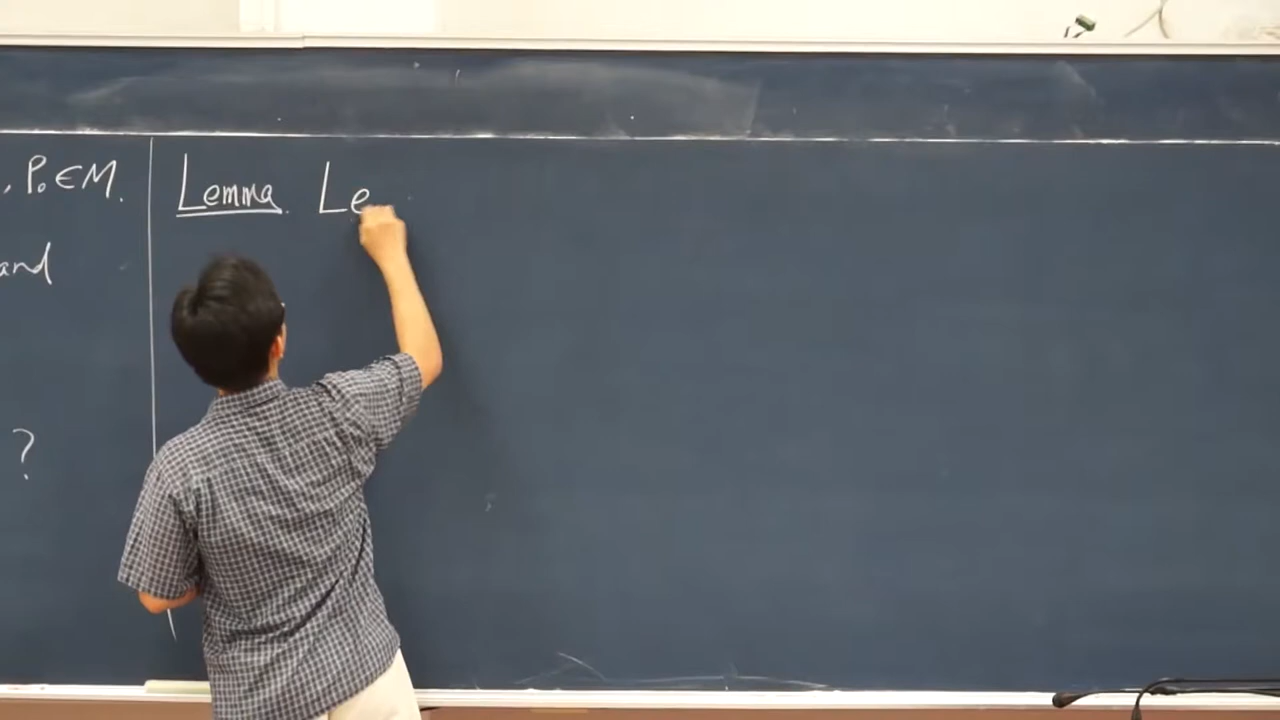 , P₀ ∈ M.
and
?
Lemma. Le